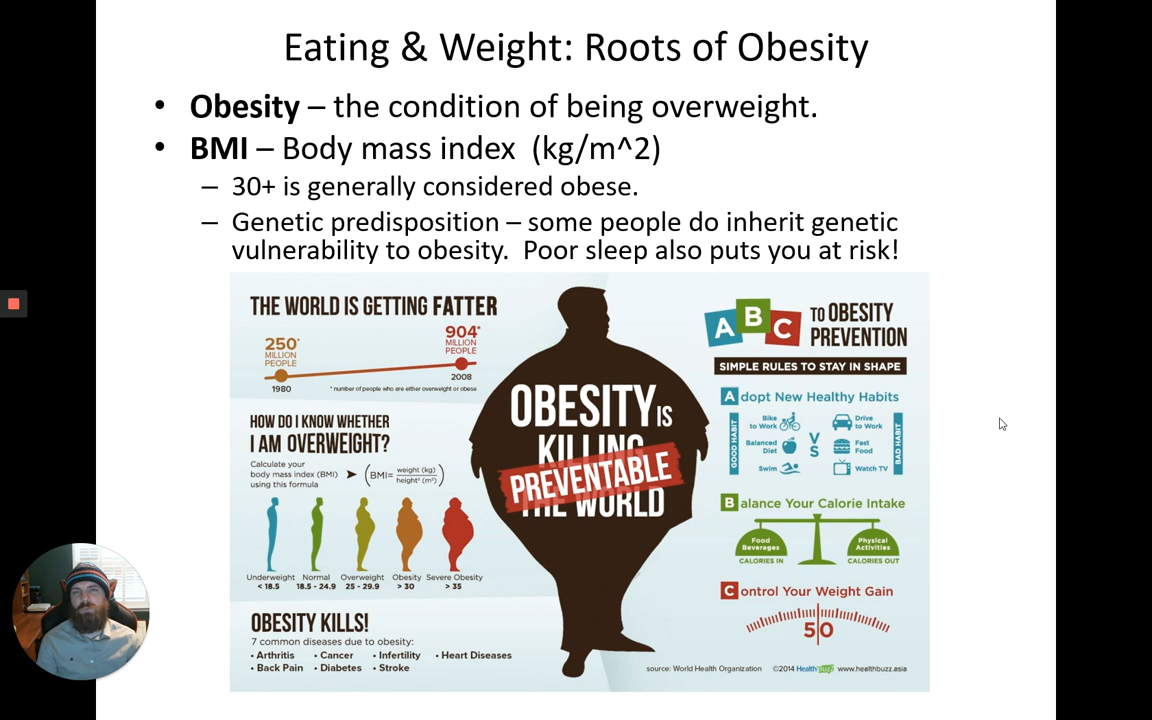 Eating & Weight: Roots of Obesity
• Obesity – the condition of being overweight.
• BMI – Body mass index (kg/m^2)
– 30+ is generally considered obese.
– Genetic predisposition – some people do inherit genetic
vulnerability to obesity. Poor sleep also puts you at risk!
THE WORLD IS GETTING FATTER
250*
MILLION
PEOPLE
1980
904*
MILLION
PEOPLE
2008
* number of people who are either overweight or obese
HOW DO I KNOW WHETHER
I AM OVERWEIGHT?
Calculate your
body mass index (BMI)
using this formula
(BMI= weight (kg)
height² (m²))
Underweight
< 18.5
Normal
18.5 - 24.9
Overweight
25 - 29.9
Obesity
> 30
Severe Obesity
> 35
OBESITY KILLS!
7 common diseases due to obesity:
• Arthritis • Cancer • Infertility • Heart Diseases
• Back Pain • Diabetes • Stroke
OBESITY IS
KILLING
PREVENTABLE
THE WORLD
A B C TO OBESITY
PREVENTION
SIMPLE RULES TO STAY IN SHAPE
Adopt New Healthy Habits
GOOD HABIT
Bike
to Work
Balanced
Diet
Swim
VS
Drive
to Work
Fast
Food
Watch TV
BAD HABIT
Balance Your Calorie Intake
Food
Beverages
CALORIES IN
Physical
Activities
CALORIES OUT
Control Your Weight Gain
50
source: World Health Organization ©2014 HealthBuzz www.healthbuzz.asia